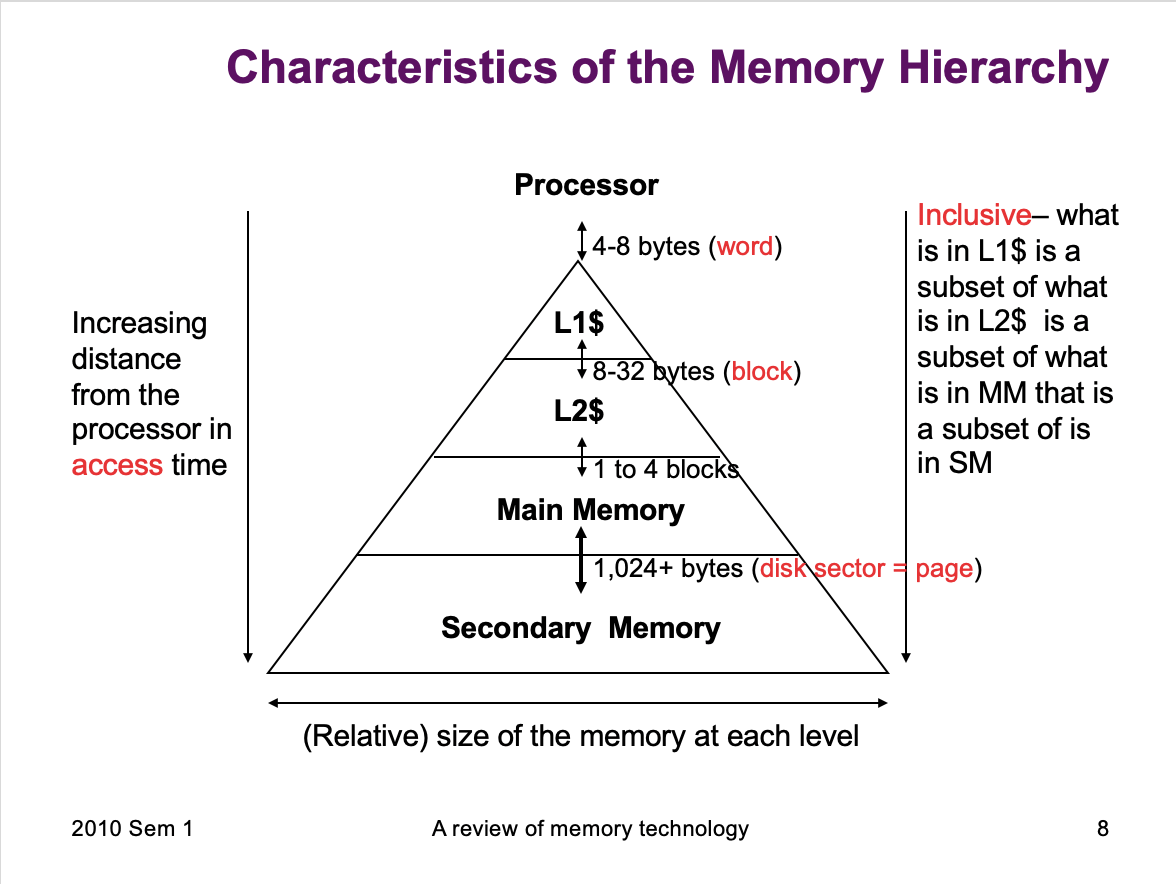 Characteristics of the Memory Hierarchy
Processor
4-8 bytes (word)
L1$
8-32 bytes (block)
L2$
1 to 4 blocks
Main Memory
1,024+ bytes (disk sector = page)
Secondary  Memory
Increasing
distance
from the
processor in
access time
Inclusive– what
is in L1$ is a
subset of what
is in L2$  is a
subset of what
is in MM that is
a subset of is
in SM
(Relative) size of the memory at each level
2010 Sem 1
A review of memory technology
8